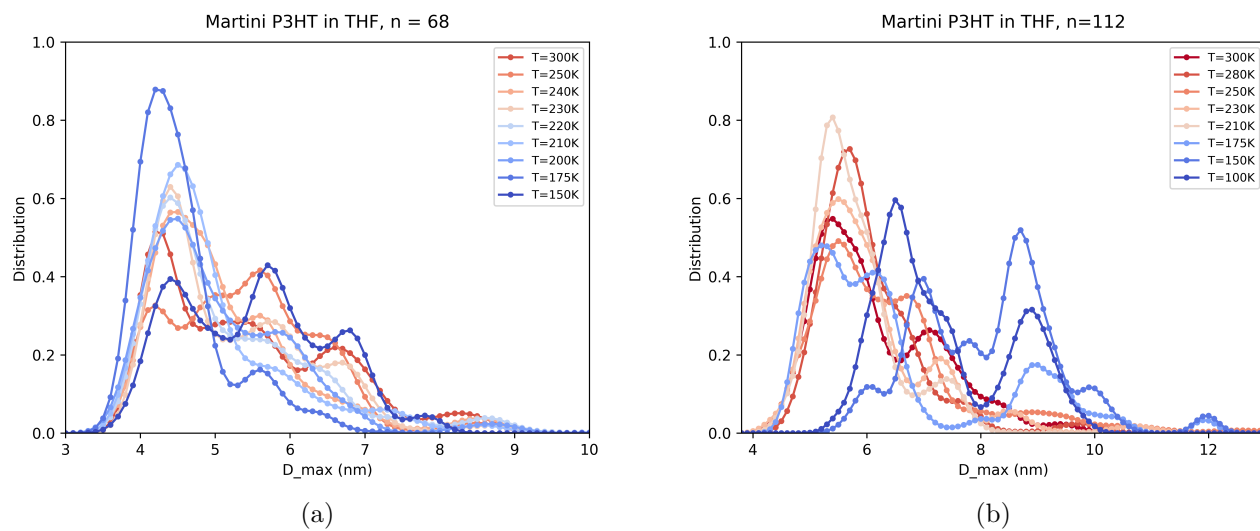 Martini P3HT in THF, n = 68
1.0
0.8
0.6
0.4
0.2
0.0
Distribution
3 4 5 6 7 8 9 10
D_max (nm)
T=300K
T=250K
T=240K
T=230K
T=220K
T=210K
T=200K
T=175K
T=150K
(a)
Martini P3HT in THF, n=112
1.0
0.8
0.6
0.4
0.2
0.0
Distribution
4 6 8 10 12
D_max (nm)
T=300K
T=280K
T=250K
T=230K
T=210K
T=175K
T=150K
T=100K
(b)